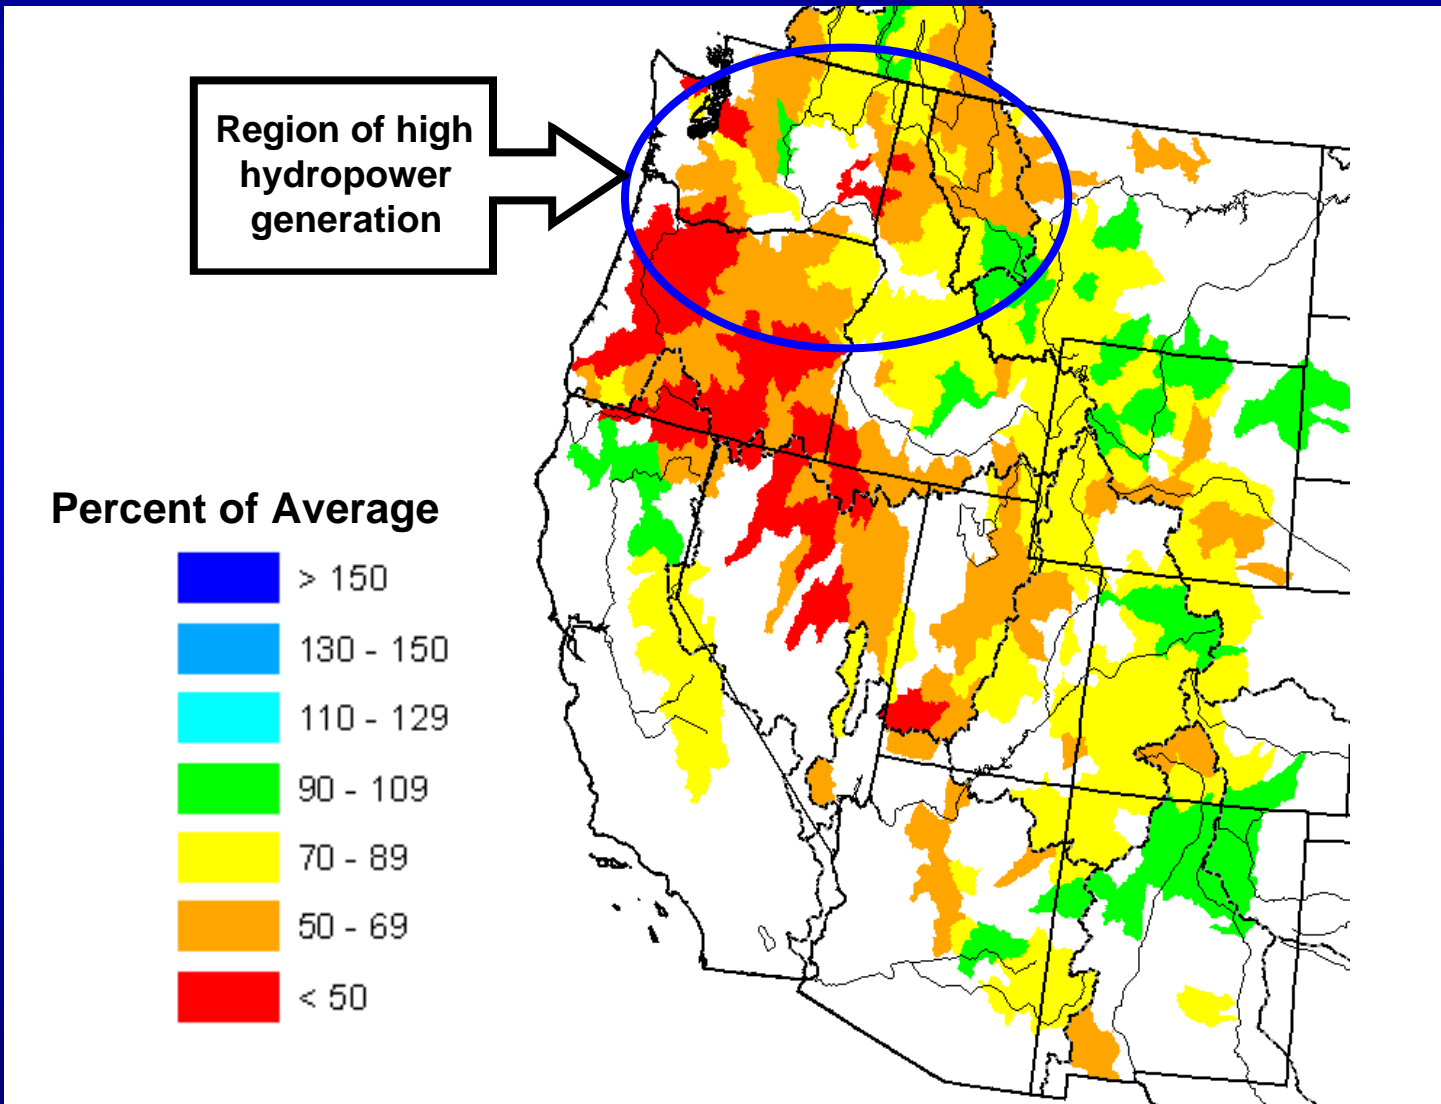 Region of high
hydropower
generation
Percent of Average
> 150
130 - 150
110 - 129
90 - 109
70 - 89
50 - 69
< 50